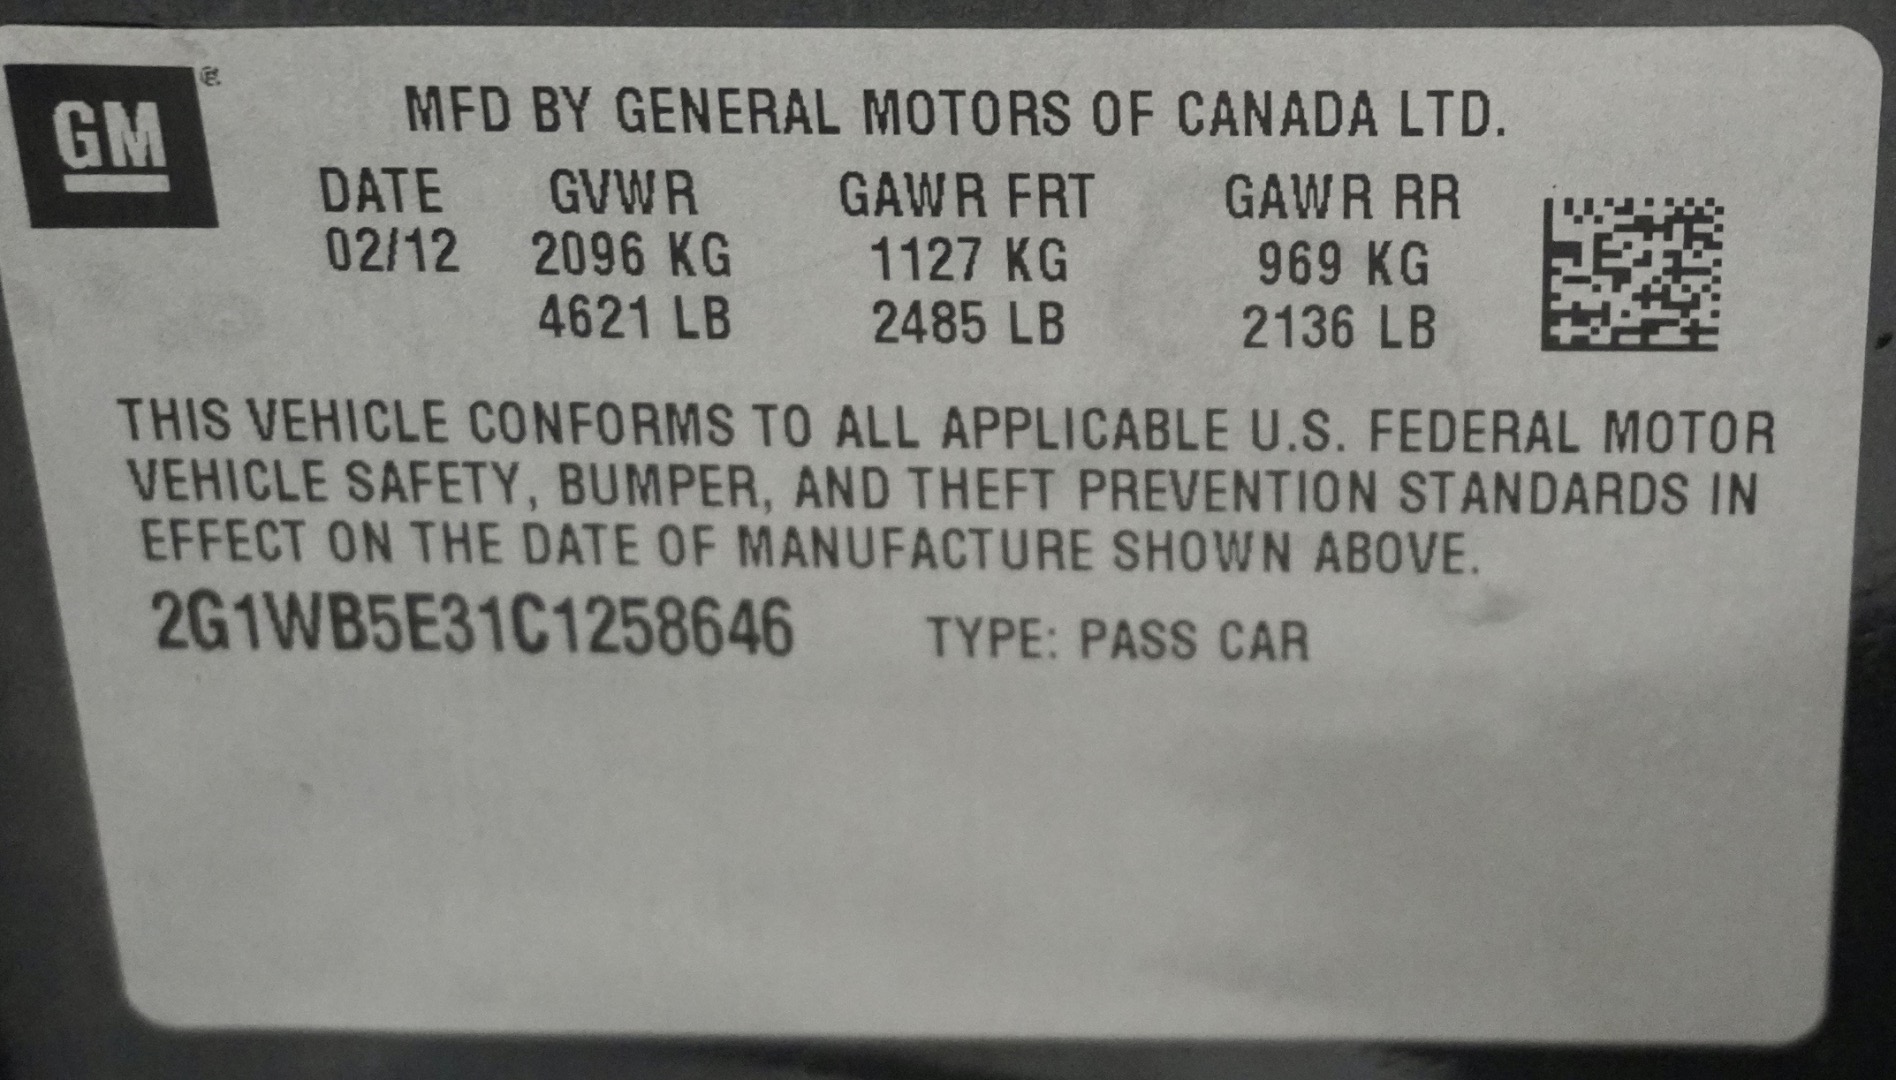 GM ®
MFD BY GENERAL MOTORS OF CANADA LTD.
DATE GVWR GAWR FRT GAWR RR
02/12 2096 KG 1127 KG 969 KG
4621 LB 2485 LB 2136 LB
THIS VEHICLE CONFORMS TO ALL APPLICABLE U.S. FEDERAL MOTOR
VEHICLE SAFETY, BUMPER, AND THEFT PREVENTION STANDARDS IN
EFFECT ON THE DATE OF MANUFACTURE SHOWN ABOVE.
2G1WB5E31C1258646 TYPE: PASS CAR